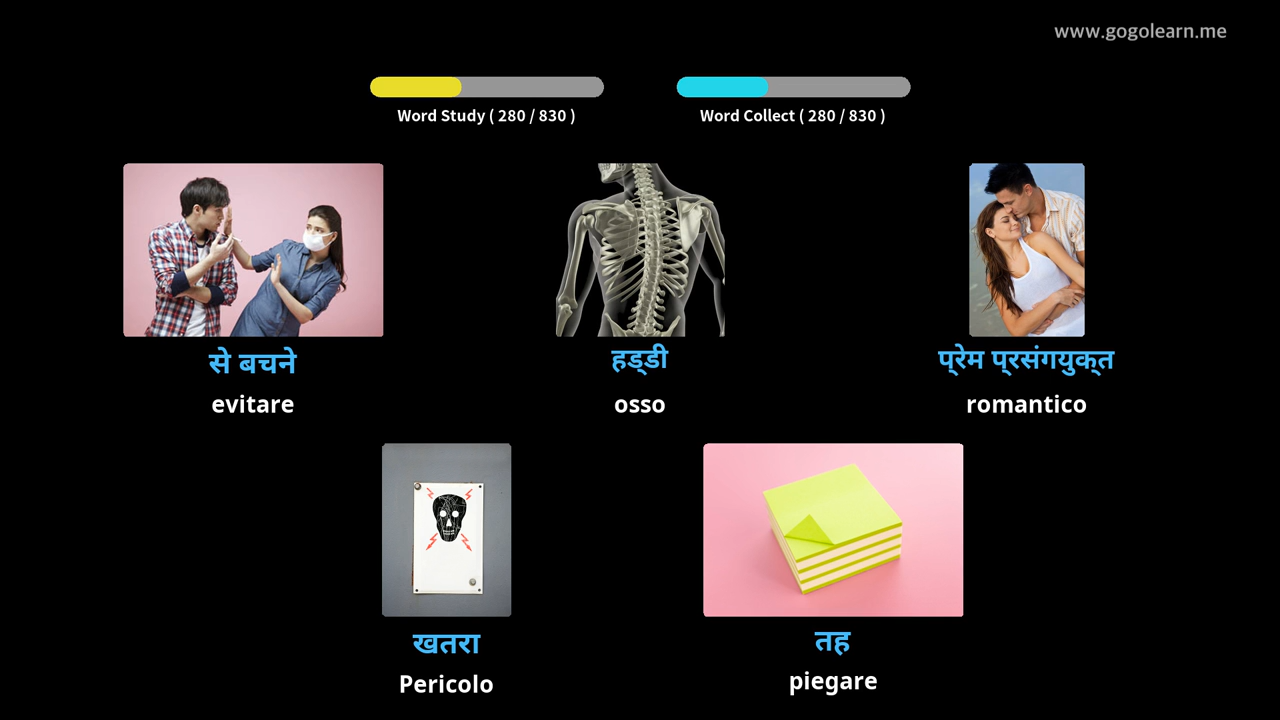 www.gogolearn.me
Word Study ( 280 / 830 )
Word Collect ( 280 / 830 )
से बचने
हड्डी
प्रेम प्रसंगयुक्त
evitare
osso
romantico
खतरा
तह
Pericolo
piegare